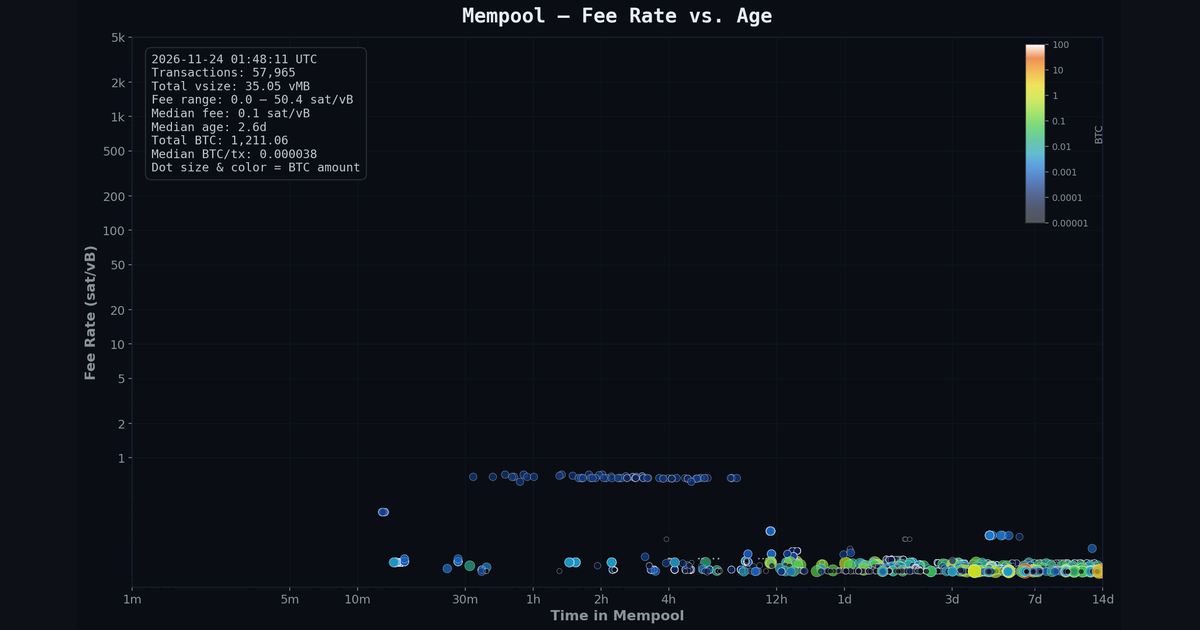 Mempool — Fee Rate vs. Age
2026-11-24 01:48:11 UTC
Transactions: 57,965
Total vsize: 35.05 vMB
Fee range: 0.0 — 50.4 sat/vB
Median fee: 0.1 sat/vB
Median age: 2.6d
Total BTC: 1,211.06
Median BTC/tx: 0.000038
Dot size & color = BTC amount
5k
2k
1k
500
200
100
50
20
10
5
2
1
Fee Rate (sat/vB)
100
10
1
0.1
0.01
0.001
0.0001
0.00001
BTC
1m 5m 10m 30m 1h 2h 4h 12h 1d 3d 7d 14d
Time in Mempool